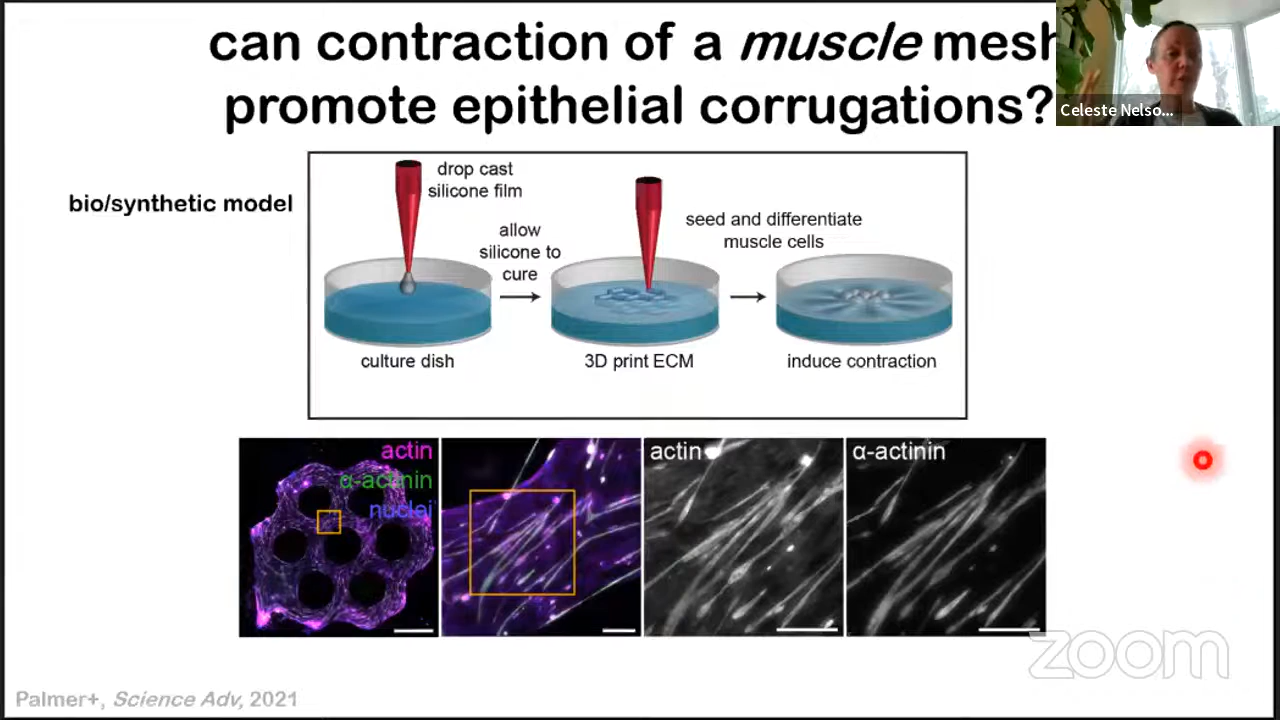 can contraction of a muscle mesh
promote epithelial corrugations?
Celeste Nelso...
bio/synthetic model
drop cast
silicone film
allow
silicone to
cure
seed and differentiate
muscle cells
culture dish
3D print ECM
induce contraction
actin
α-actinin
nuclei
actin
α-actinin
zoom
Palmer+, Science Adv, 2021